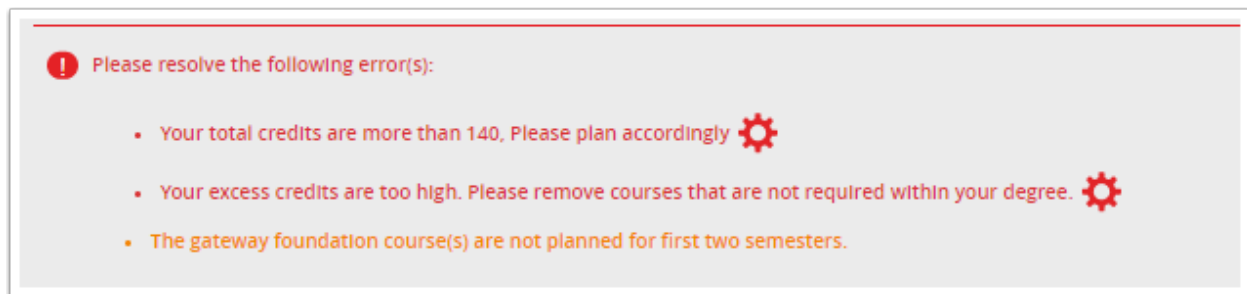 Please resolve the following error(s):
Your total credits are more than 140, Please plan accordingly
Your excess credits are too high. Please remove courses that are not required within your degree.
The gateway foundation course(s) are not planned for first two semesters.